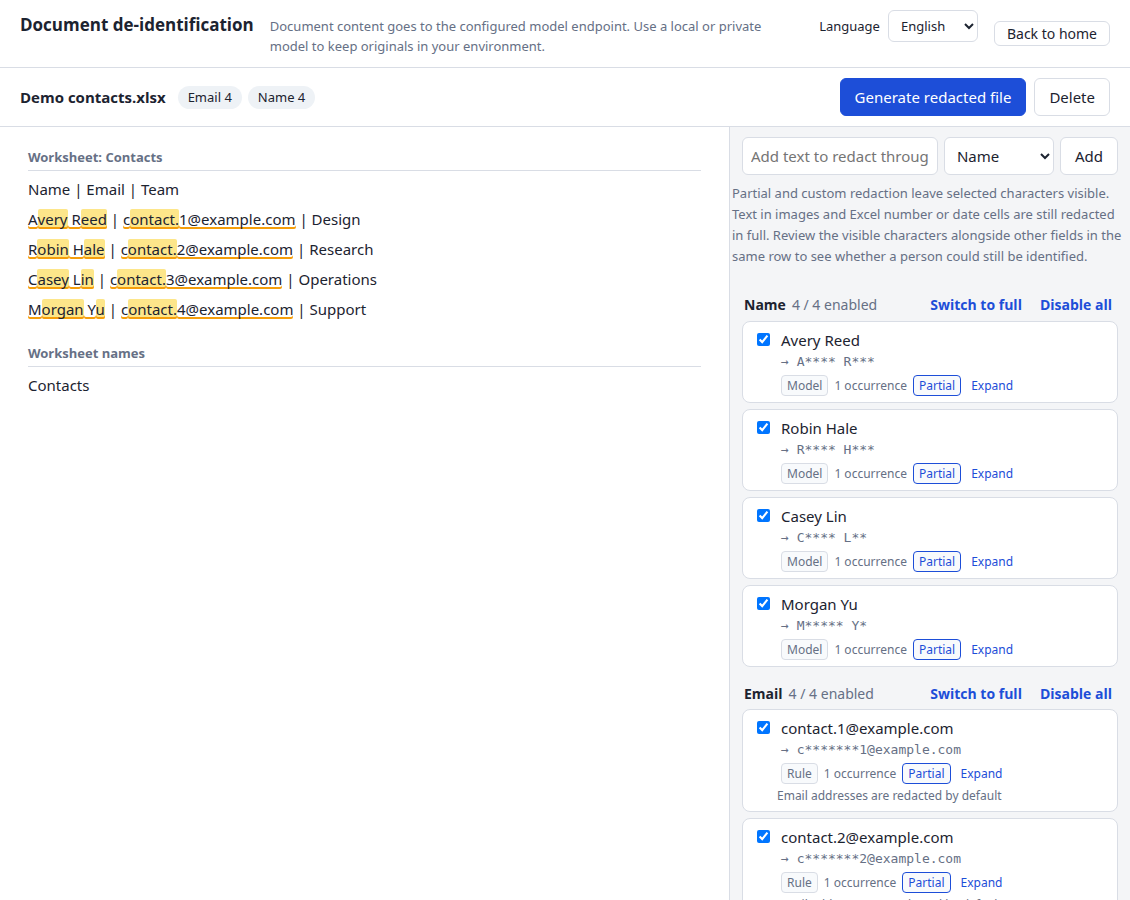 Document de-identification
Document content goes to the configured model endpoint. Use a local or private
model to keep originals in your environment.
Language
English
Back to home
Demo contacts.xlsx
Email 4
Name 4
Generate redacted file
Delete
Worksheet: Contacts
Name | Email | Team
Avery Reed | contact.1@example.com | Design
Robin Hale | contact.2@example.com | Research
Casey Lin | contact.3@example.com | Operations
Morgan Yu | contact.4@example.com | Support
Worksheet names
Contacts
Add text to redact throug
Name
Add
Partial and custom redaction leave selected characters visible.
Text in images and Excel number or date cells are still redacted
in full. Review the visible characters alongside other fields in the
same row to see whether a person could still be identified.
Name 4 / 4 enabled Switch to full Disable all
Avery Reed
→ A**** R***
Model 1 occurrence Partial Expand
Robin Hale
→ R**** H***
Model 1 occurrence Partial Expand
Casey Lin
→ C**** L**
Model 1 occurrence Partial Expand
Morgan Yu
→ M***** Y*
Model 1 occurrence Partial Expand
Email 4 / 4 enabled Switch to full Disable all
contact.1@example.com
→ c*******1@example.com
Rule 1 occurrence Partial Expand
Email addresses are redacted by default
contact.2@example.com
→ c*******2@example.com
Rule 1 occurrence Partial Expand